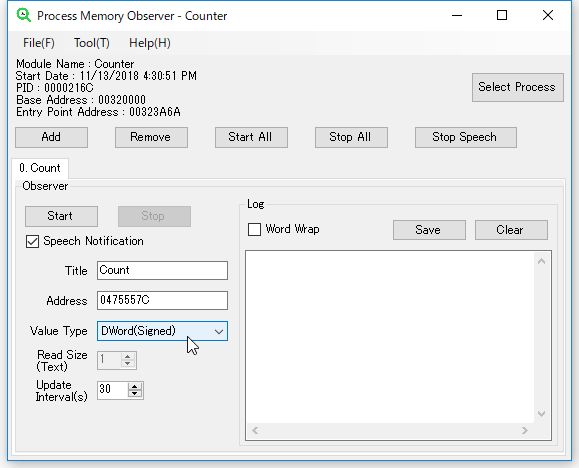 Process Memory Observer - Counter
File(F) Tool(T) Help(H)
Module Name : Counter
Start Date : 11/13/2018 4:30:51 PM
PID : 0000216C
Base Address : 00320000
Entry Point Address : 00323A6A
Select Process
Add Remove Start All Stop All Stop Speech
0. Count
Observer
Start Stop
Speech Notification
Title Count
Address 0475557C
Value Type DWord(Signed)
Read Size
(Text) 1
Update
Interval(s) 30
Log
Word Wrap Save Clear